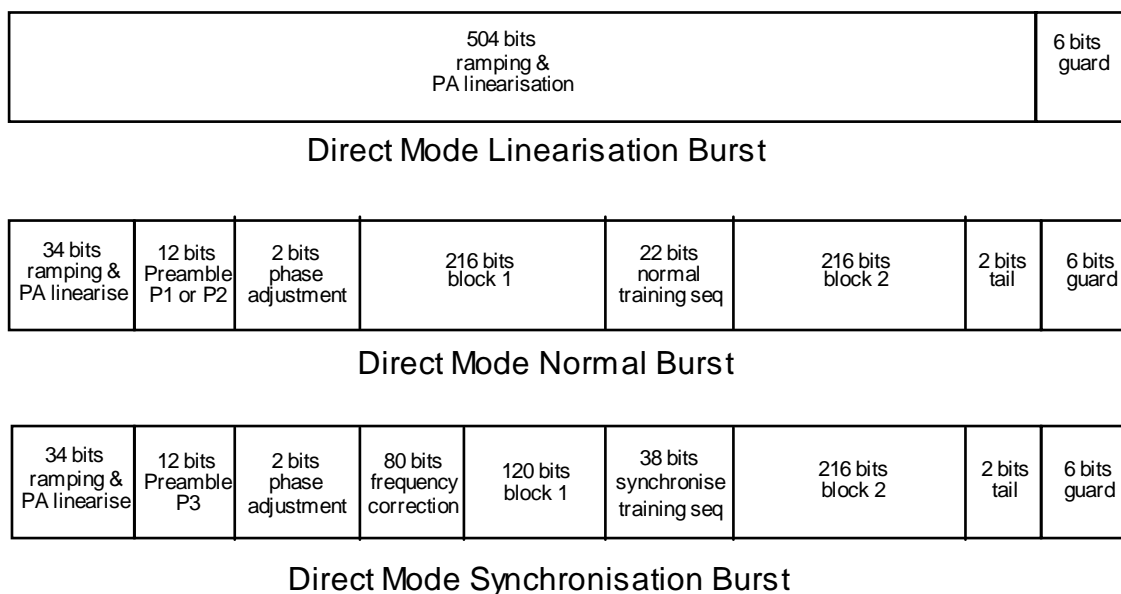 504 bits
ramping &
PA linearisation
6 bits
guard
Direct Mode Linearisation Burst
34 bits
ramping &
PA linearise
12 bits
Preamble
P1 or P2
2 bits
phase
adjustment
216 bits
block 1
22 bits
normal
training seq
216 bits
block 2
2 bits
tail
6 bits
guard
Direct Mode Normal Burst
34 bits
ramping &
PA linearise
12 bits
Preamble
P3
2 bits
phase
adjustment
80 bits
frequency
correction
120 bits
block 1
38 bits
synchronise
training seq
216 bits
block 2
2 bits
tail
6 bits
guard
Direct Mode Synchronisation Burst